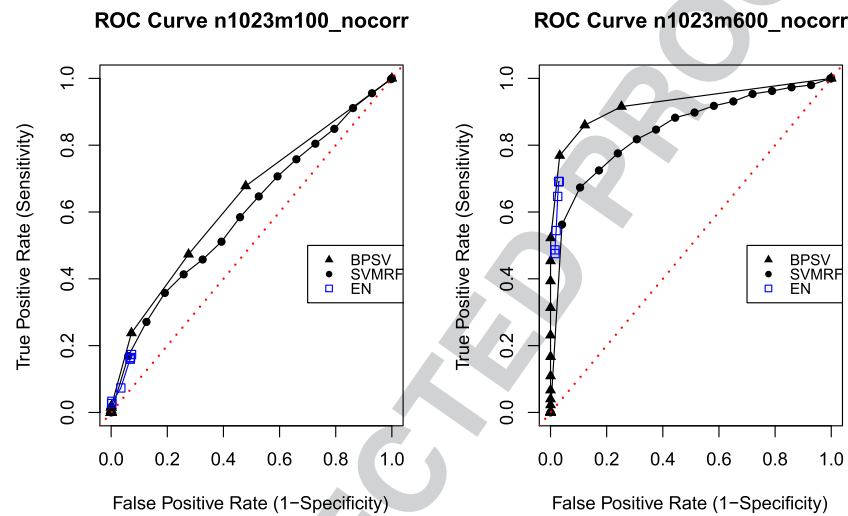 ROC Curve n1023m100_nocorr
True Positive Rate (Sensitivity)
1.0
0.8
0.6
0.4
0.2
0.0
BPSV
SVMRF
EN
0.0 0.2 0.4 0.6 0.8 1.0
False Positive Rate (1−Specificity)
ROC Curve n1023m600_nocorr
True Positive Rate (Sensitivity)
1.0
0.8
0.6
0.4
0.2
0.0
BPSV
SVMRF
EN
0.0 0.2 0.4 0.6 0.8 1.0
False Positive Rate (1−Specificity)
ECTED PROO